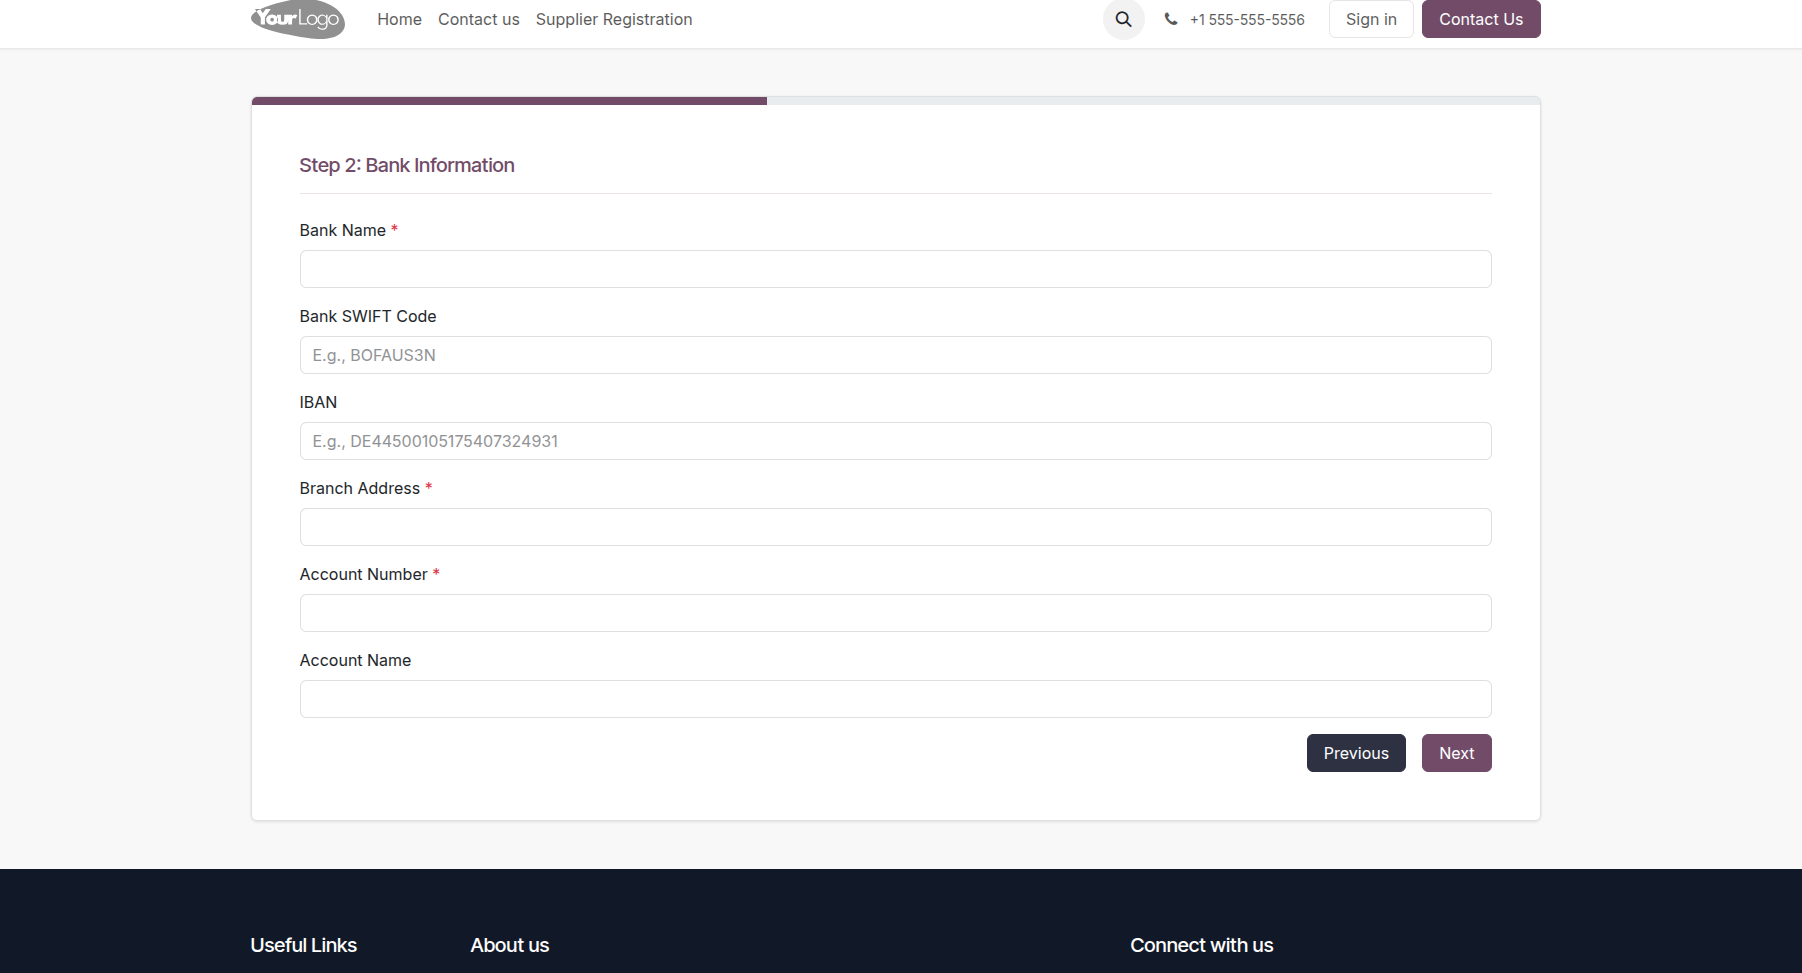 YourLogo Home Contact us Supplier Registration +1 555-555-5556 Sign in Contact Us
Step 2: Bank Information
Bank Name *
Bank SWIFT Code
E.g., BOFAUS3N
IBAN
E.g., DE44500105175407324931
Branch Address *
Account Number *
Account Name
Previous Next
Useful Links About us Connect with us